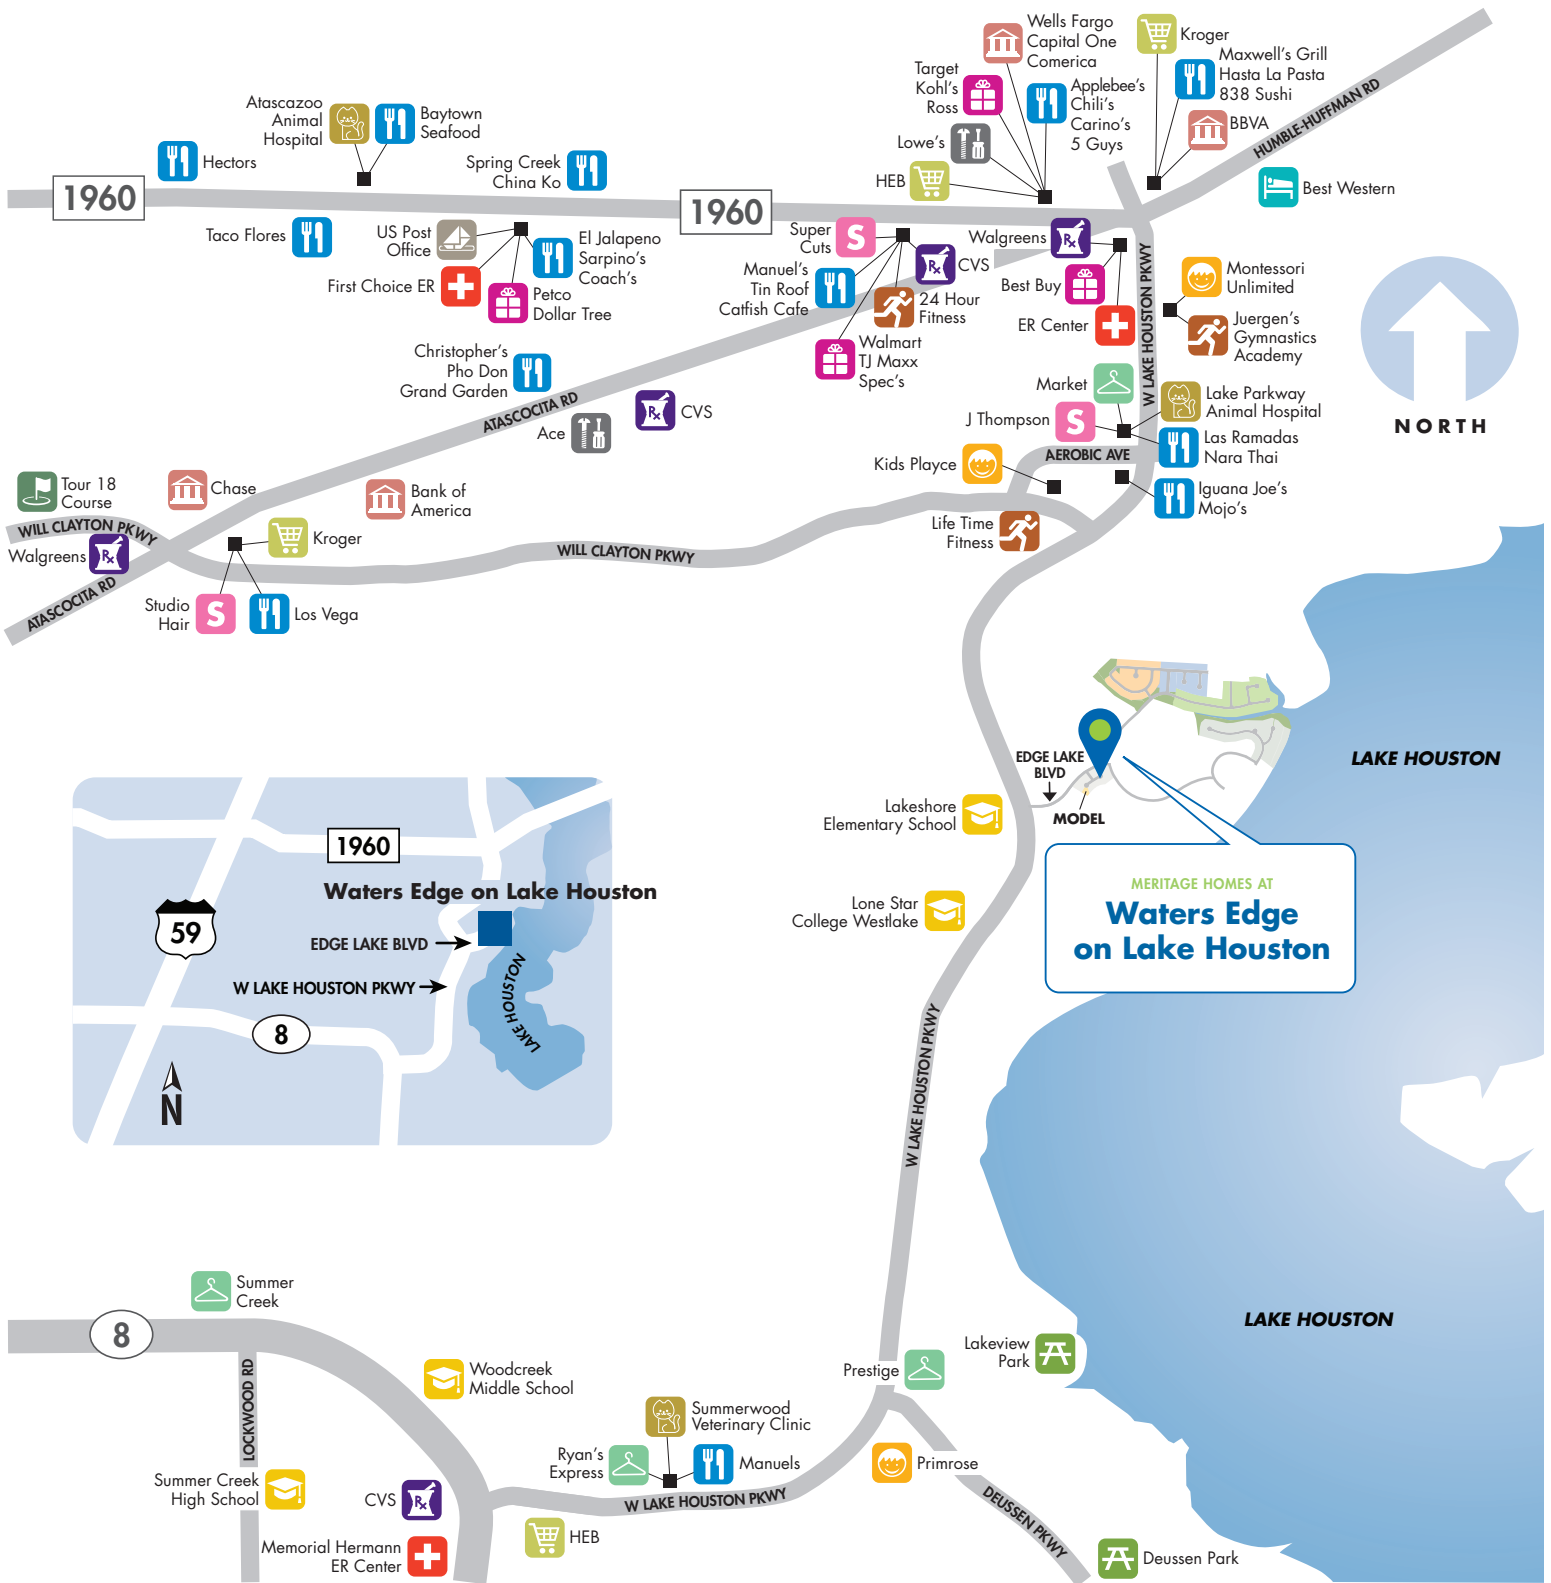 Wells Fargo
Capital One
Comerica
Kroger
Maxwell's Grill
Hasta La Pasta
838 Sushi
Target
Kohl's
Ross
Applebee's
Chili's
Carino's
5 Guys
BBVA
HUMBLE-HUFFMAN RD
Lowe's
HEB
Best Western
Atascazoo
Animal
Hospital
Baytown
Seafood
Hectors
Spring Creek
China Ko
1960
1960
Taco Flores
US Post
Office
El Jalapeno
Sarpino's
Coach's
First Choice ER
Petco
Dollar Tree
Super
Cuts
S
Rx
CVS
Manuel's
Tin Roof
Catfish Cafe
24 Hour
Fitness
Walmart
TJ Maxx
Spec's
Walgreens
Rx
Best Buy
ER Center
W LAKE HOUSTON PKWY
Montessori
Unlimited
Juergen's
Gymnastics
Academy
NORTH
Christopher's
Pho Don
Grand Garden
ATASCOCITA RD
Ace
Rx
CVS
Market
Lake Parkway
Animal Hospital
J Thompson
S
Las Ramadas
Nara Thai
AEROBIC AVE
Kids Playce
Iguana Joe's
Mojo's
Life Time
Fitness
Tour 18
Course
Chase
Bank of
America
WILL CLAYTON PKWY
Walgreens
Rx
Kroger
WILL CLAYTON PKWY
ATASCOCITA RD
Studio
Hair
S
Los Vega
LAKE HOUSTON
EDGE LAKE
BLVD
MODEL
Lakeshore
Elementary School
MERITAGE HOMES AT
Waters Edge
on Lake Houston
Lone Star
College Westlake
1960
Waters Edge on Lake Houston
59
EDGE LAKE BLVD
W LAKE HOUSTON PKWY
LAKE HOUSTON
8
N
W LAKE HOUSTON PKWY
LAKE HOUSTON
Summer
Creek
8
LOCKWOOD RD
Woodcreek
Middle School
Prestige
Lakeview
Park
Summerwood
Veterinary Clinic
Ryan's
Express
Manuels
Primrose
Summer Creek
High School
CVS
Rx
W LAKE HOUSTON PKWY
DEUSSEN PKWY
HEB
Memorial Hermann
ER Center
Deussen Park